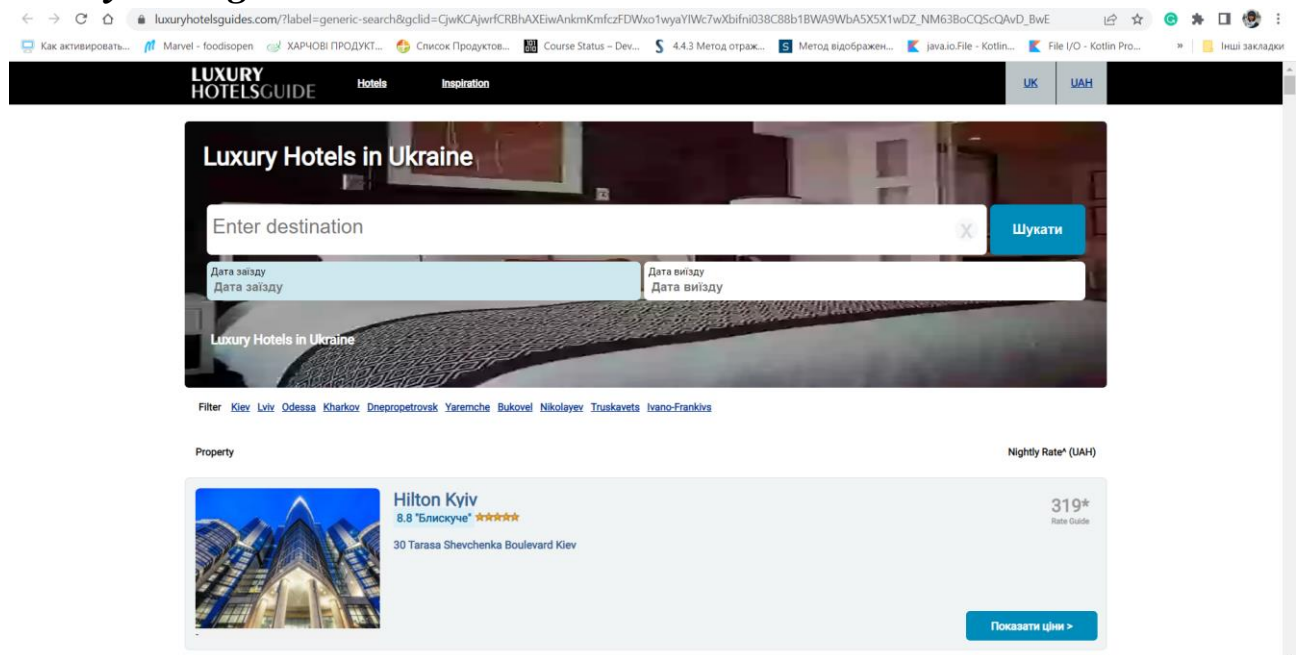 luxuryhotelsguides.com/?label=generic-search&gclid=CjwKCAjwrfCRBhAXEiwAnkmKmfczFDWxo1wyaYIWc7wXbifni038C88b1BWA9WbA5X5X1wDZ_NM63BoCQScQAvD_BwE
Как активировать... Marvel - foodisopen ХАРЧОВІ ПРОДУКТ... Список Продуктов... Course Status – Dev... 4.4.3 Метод отраж... Метод відображен... java.io.File - Kotlin... File I/O - Kotlin Pro... » Інші закладки
LUXURY
HOTELSGUIDE Hotels Inspiration UK UAH
Luxury Hotels in Ukraine
Enter destination X Шукати
Дата заїзду Дата виїзду
Дата заїзду Дата виїзду
Luxury Hotels in Ukraine
Filter Kiev Lviv Odessa Kharkov Dnepropetrovsk Yaremche Bukovel Nikolayev Truskavets Ivano-Frankivs
Property Nightly Rate^ (UAH)
Hilton Kyiv 319*
8.8 "Блискуче" Rate Guide
30 Tarasa Shevchenka Boulevard Kiev
Показати ціни >